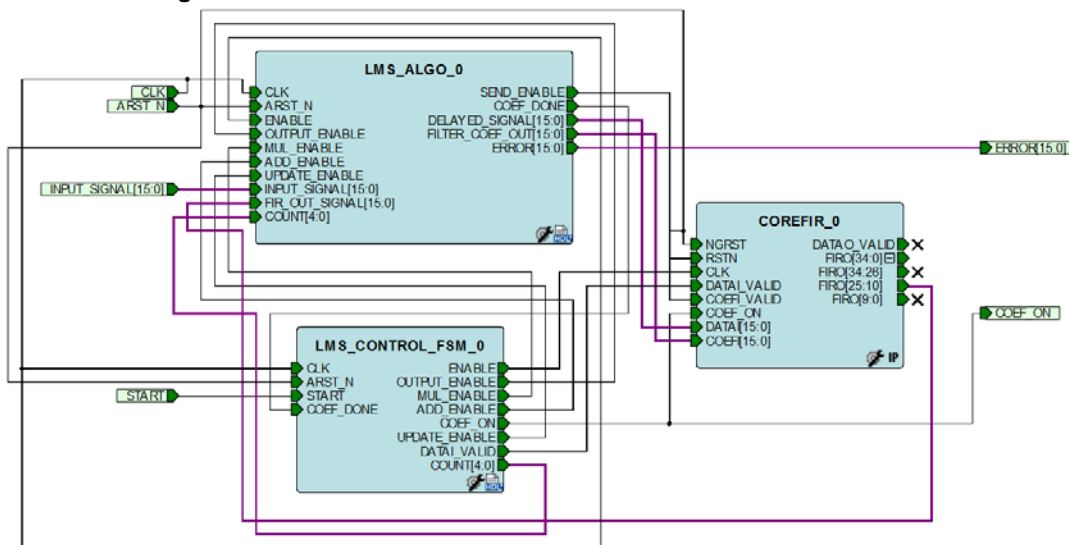 LMS_ALGO_0
CLK
ARST_N
ENABLE
OUTPUT_ENABLE
MUL_ENABLE
ADD_ENABLE
UPDATE_ENABLE
INPUT_SIGNAL[15:0]
FIR_OUT_SIGNAL[15:0]
COUNT[4:0]
SEND_ENABLE
COEF_DONE
DELAYED_SIGNAL[15:0]
FILTER_COEF_OUT[15:0]
ERROR[15:0]
HDL
CLK
ARST_N
INPUT_SIGNAL[15:0]
START
ERROR[15:0]
COEF_ON
COREFIR_0
NGRST
RSTN
CLK
DATAI_VALID
COEFI_VALID
COEF_ON
DATAI[15:0]
COEFI[15:0]
DATAO_VALID
FIRO[34:0]
FIRO[34:26]
FIRO[25:10]
FIRO[9:0]
IP
LMS_CONTROL_FSM_0
CLK
ARST_N
START
COEF_DONE
ENABLE
OUTPUT_ENABLE
MUL_ENABLE
ADD_ENABLE
COEF_ON
UPDATE_ENABLE
DATAI_VALID
COUNT[4:0]
HDL